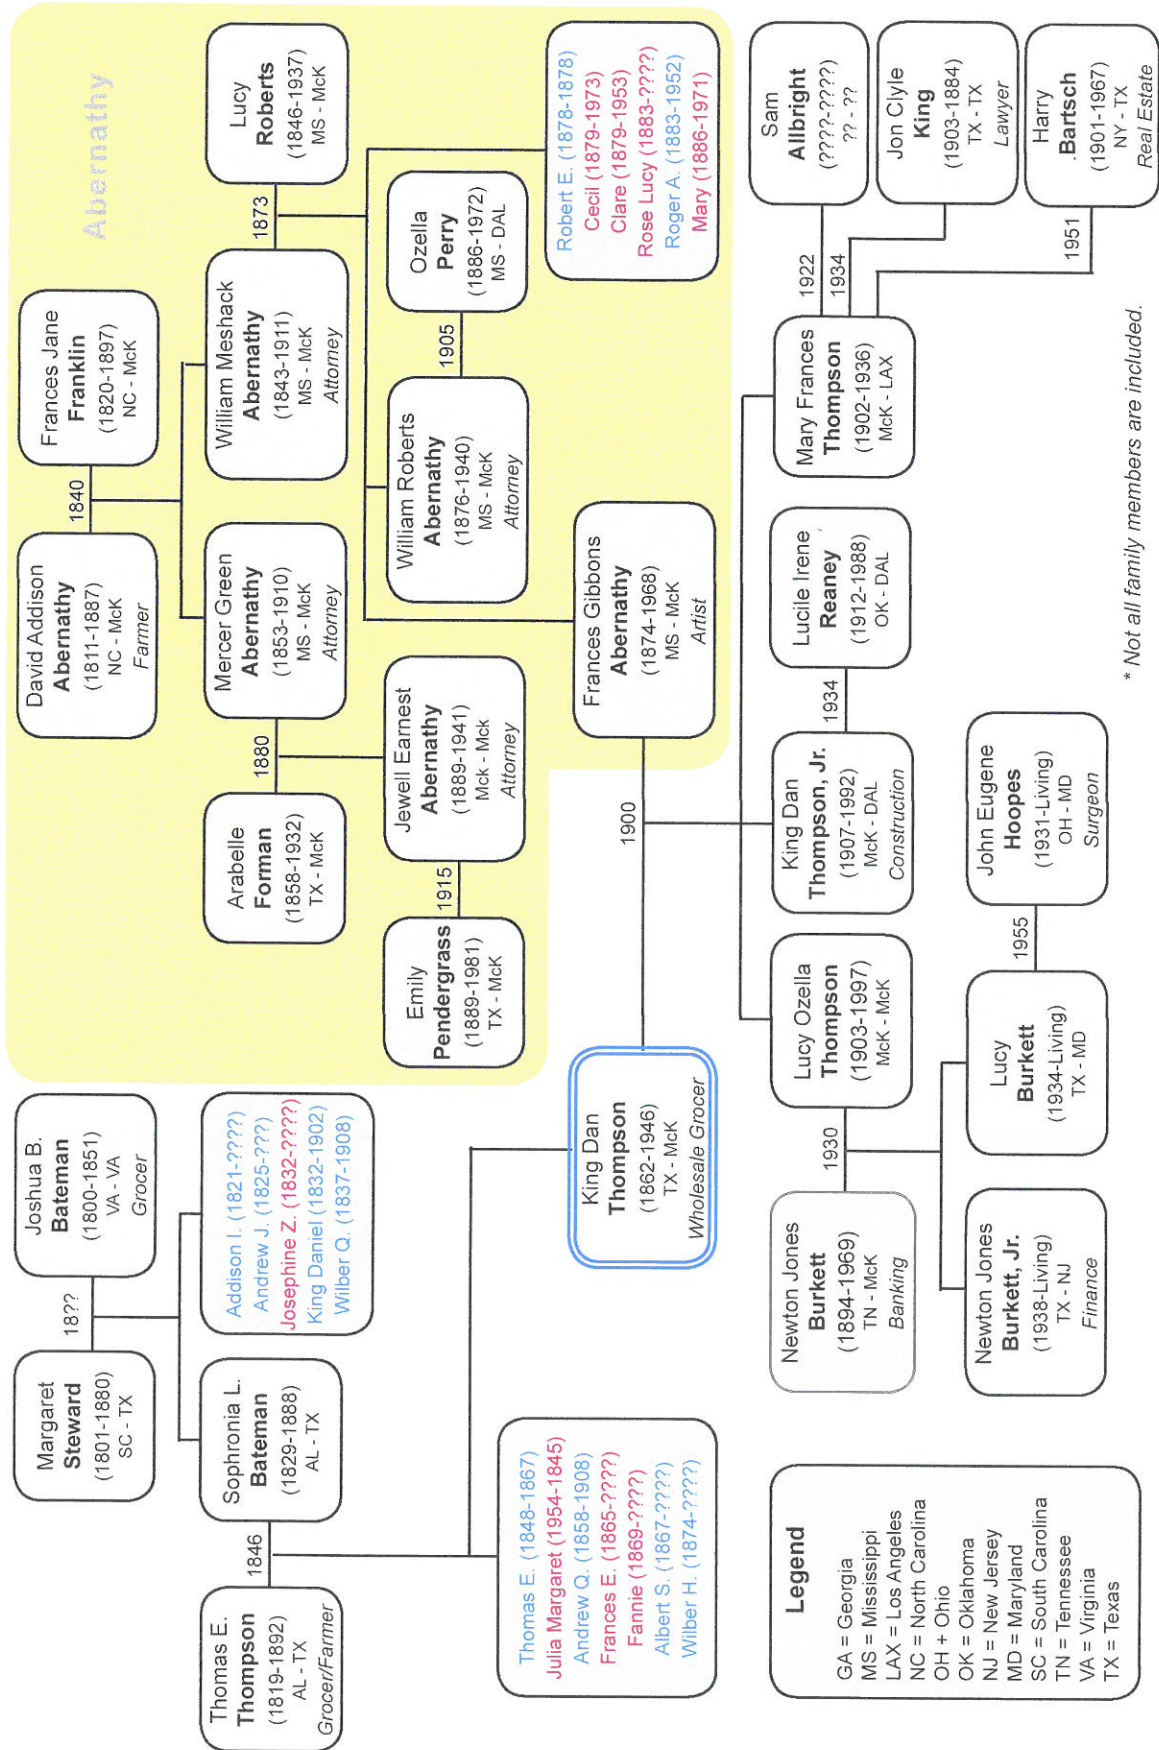 Abernathy
Margaret
Steward
(1801-1880)
SC - TX
18??
Joshua B.
Bateman
(1800-1851)
VA - VA
Grocer
David Addison
Abernathy
(1811-1887)
NC - McK
Farmer
1840
Frances Jane
Franklin
(1820-1897)
NC - McK
Thomas E.
Thompson
(1819-1892)
AL - TX
Grocer/Farmer
1846
Sophronia L.
Bateman
(1829-1888)
AL - TX
Addison I. (1821-????)
Andrew J. (1825-???)
Josephine Z. (1832-????)
King Daniel (1832-1902)
Wilber Q. (1837-1908)
Arabelle
Forman
(1858-1932)
TX - McK
1880
Mercer Green
Abernathy
(1853-1910)
MS - McK
Attorney
William Meshack
Abernathy
(1843-1911)
MS - McK
Attorney
1873
Lucy
Roberts
(1846-1937)
MS - McK
Emily
Pendergrass
(1889-1981)
TX - McK
1915
Jewell Earnest
Abernathy
(1889-1941)
Mck - Mck
Attorney
William Roberts
Abernathy
(1876-1940)
MS - McK
Attorney
1905
Ozella
Perry
(1886-1972)
MS - DAL
Thomas E. (1848-1867)
Julia Margaret (1954-1845)
Andrew Q. (1858-1908)
Frances E. (1865-????)
Fannie (1869-????)
Albert S. (1867-????)
Wilber H. (1874-????)
King Dan
Thompson
(1862-1946)
TX - McK
Wholesale Grocer
1900
Frances Gibbons
Abernathy
(1874-1968)
MS - McK
Artist
Robert E. (1878-1878)
Cecil (1879-1973)
Clare (1879-1953)
Rose Lucy (1883-????)
Roger A. (1883-1952)
Mary (1886-1971)
Newton Jones
Burkett
(1894-1969)
TN - McK
Banking
1930
Lucy Ozella
Thompson
(1903-1997)
McK - McK
King Dan
Thompson, Jr.
(1907-1992)
McK - DAL
Construction
1934
Lucile Irene
Reaney
(1912-1988)
OK - DAL
Mary Frances
Thompson
(1902-1936)
McK - LAX
1922
1934
1951
Sam
Allbright
(????-????)
?? - ??
Jon Clyle
King
(1903-1884)
TX - TX
Lawyer
Harry
.Bartsch
(1901-1967)
NY - TX
Real Estate
Newton Jones
Burkett, Jr.
(1938-Living)
TX - NJ
Finance
Lucy
Burkett
(1934-Living)
TX - MD
1955
John Eugene
Hoopes
(1931-Living)
OH - MD
Surgeon
Legend
GA = Georgia
MS = Mississippi
LAX = Los Angeles
NC = North Carolina
OH + Ohio
OK = Oklahoma
NJ = New Jersey
MD = Maryland
SC = South Carolina
TN = Tennessee
VA = Virginia
TX = Texas
* Not all family members are included.